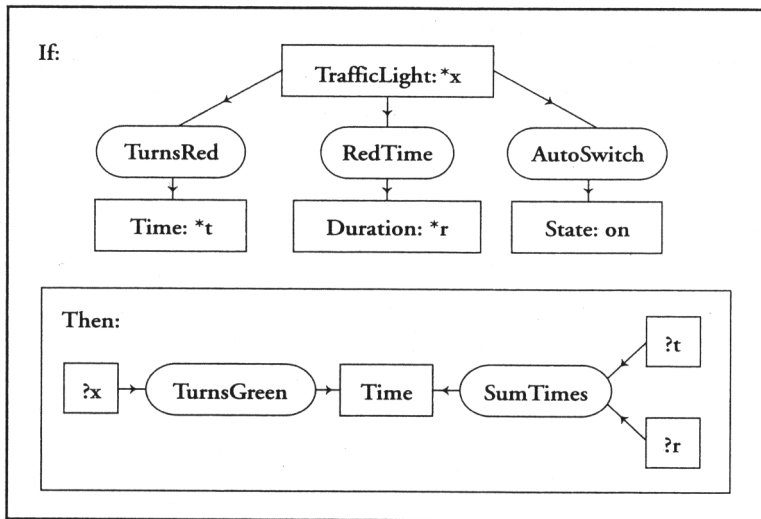 If:
TrafficLight: *x
TurnsRed
RedTime
AutoSwitch
Time: *t
Duration: *r
State: on
Then:
?t
?x
TurnsGreen
Time
SumTimes
?r